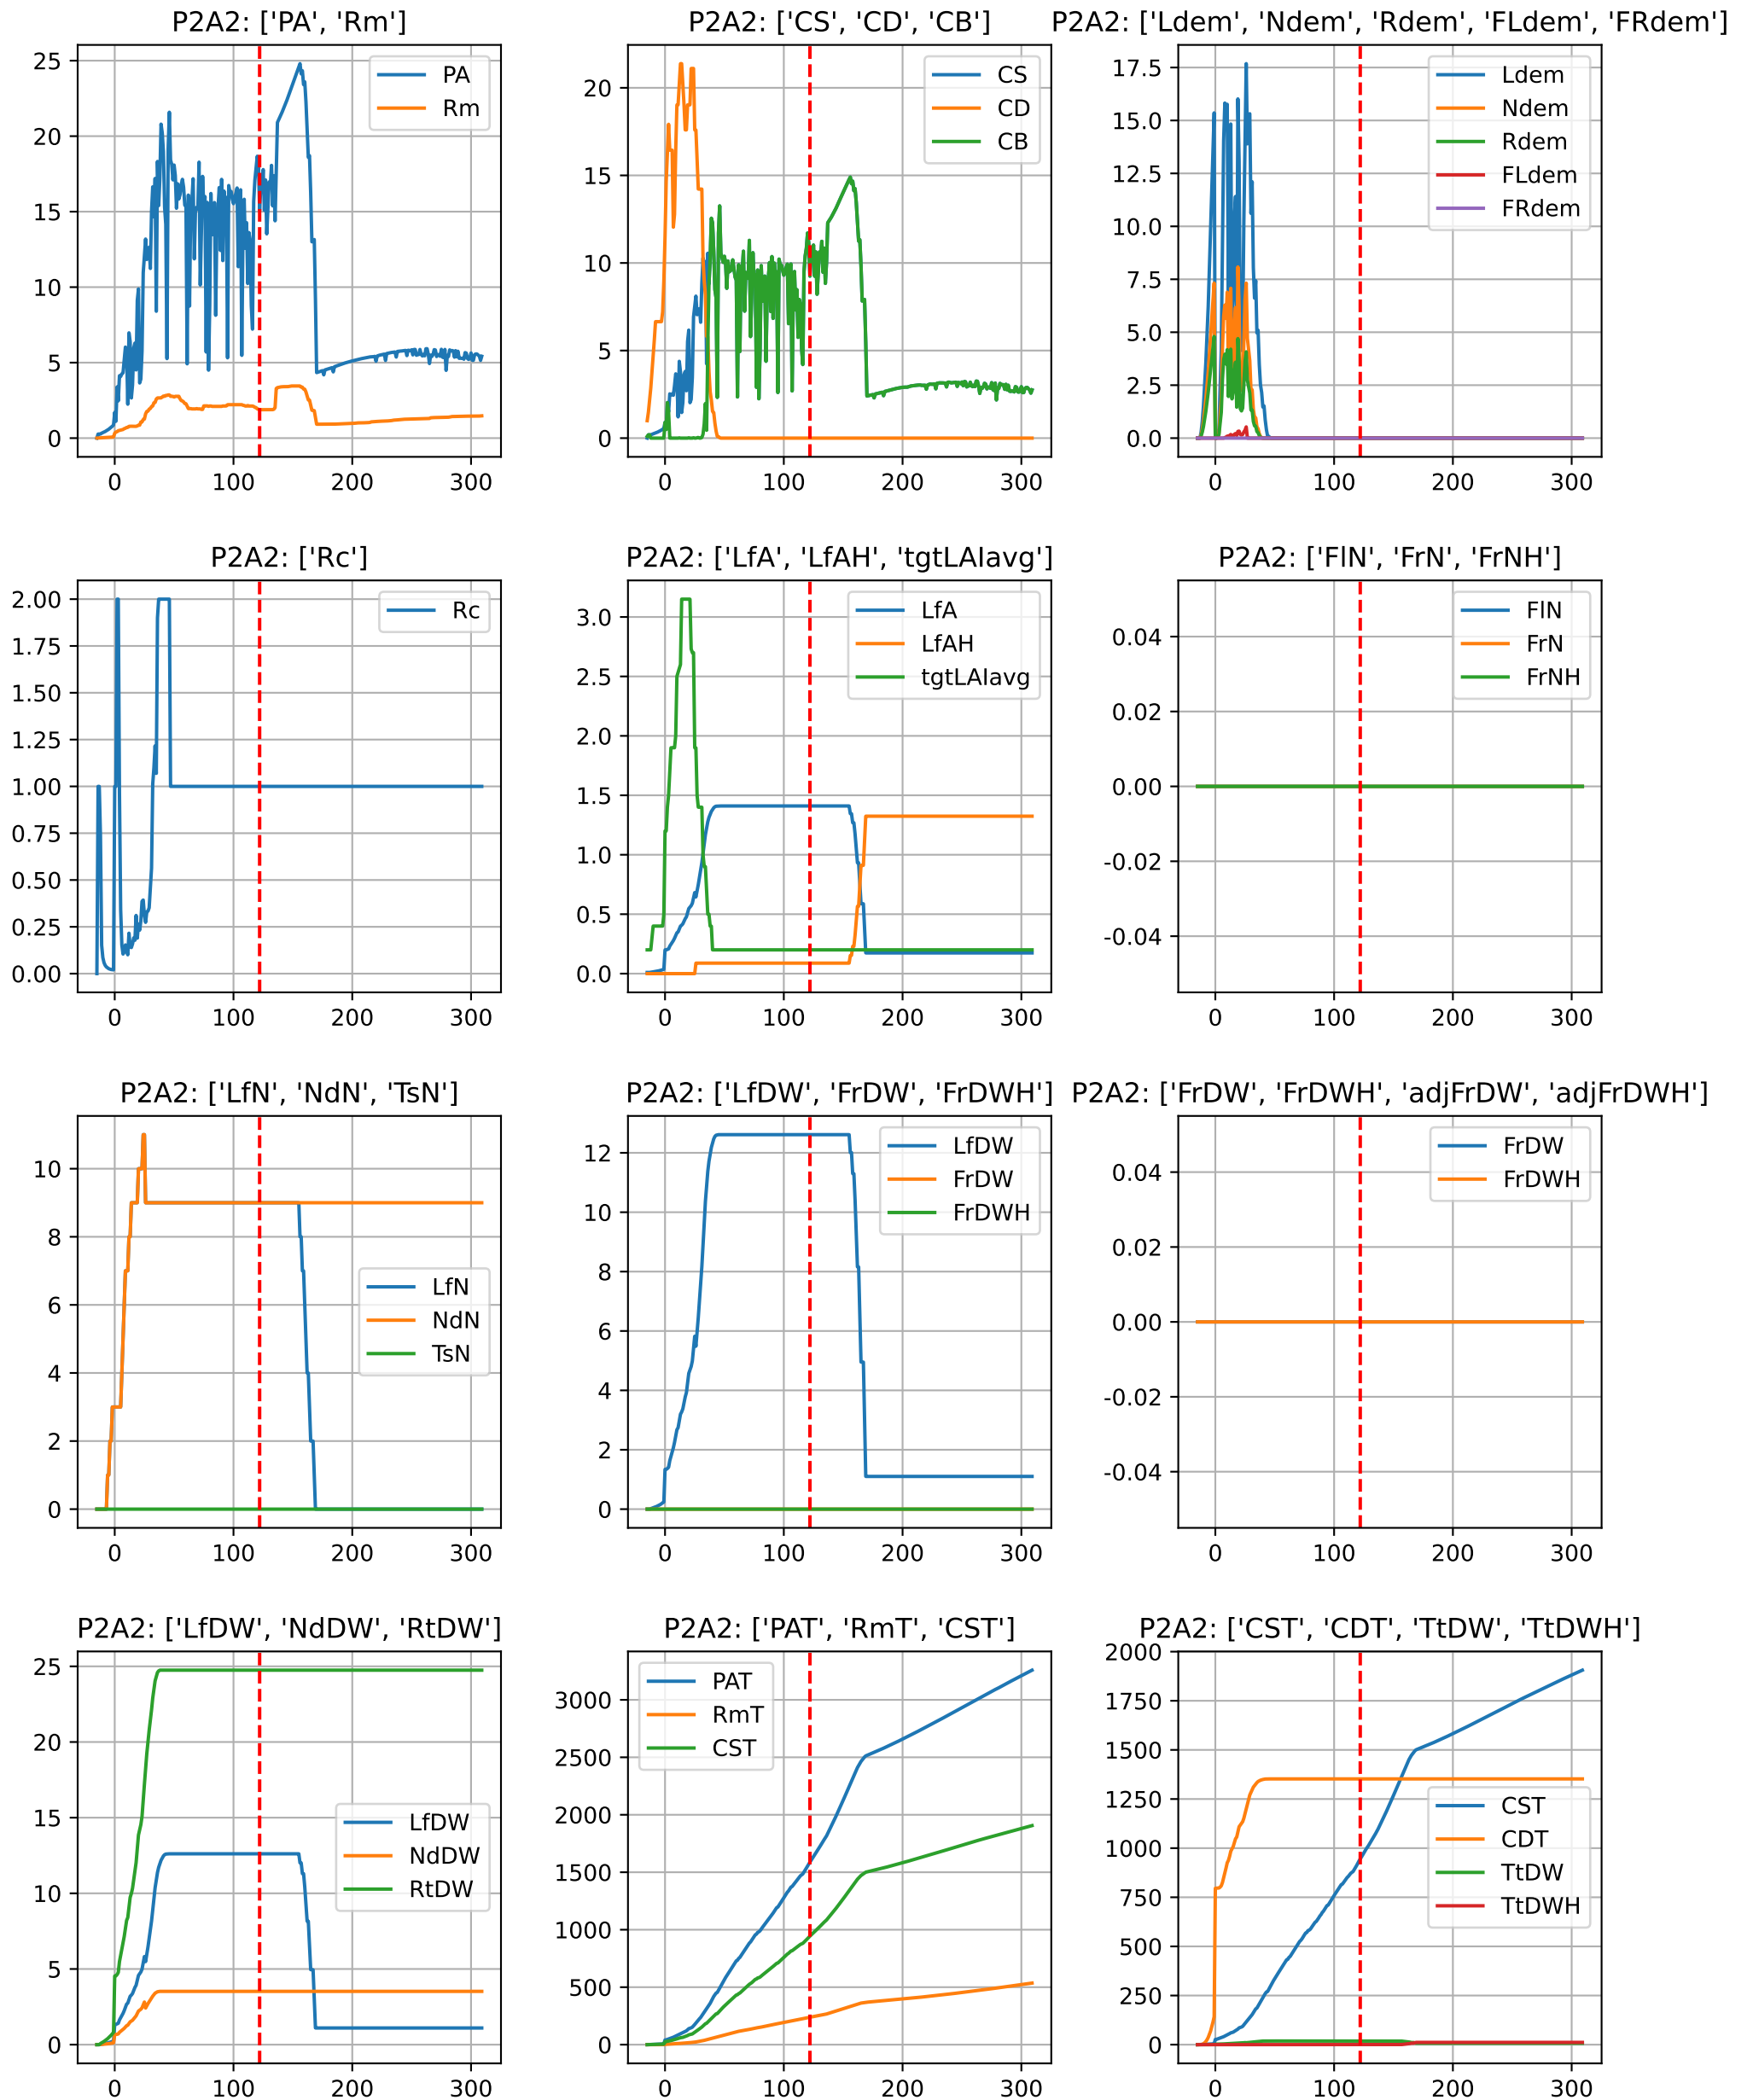 P2A2: ['PA', 'Rm']
25
20
15
10
5
0
0 100 200 300
PA
Rm
P2A2: ['CS', 'CD', 'CB']
20
15
10
5
0
0 100 200 300
CS
CD
CB
P2A2: ['Ldem', 'Ndem', 'Rdem', 'FLdem', 'FRdem']
17.5
15.0
12.5
10.0
7.5
5.0
2.5
0.0
0 100 200 300
Ldem
Ndem
Rdem
FLdem
FRdem
P2A2: ['Rc']
2.00
1.75
1.50
1.25
1.00
0.75
0.50
0.25
0.00
0 100 200 300
Rc
P2A2: ['LfA', 'LfAH', 'tgtLAIavg']
3.0
2.5
2.0
1.5
1.0
0.5
0.0
0 100 200 300
LfA
LfAH
tgtLAIavg
P2A2: ['FlN', 'FrN', 'FrNH']
0.04
0.02
0.00
-0.02
-0.04
0 100 200 300
FlN
FrN
FrNH
P2A2: ['LfN', 'NdN', 'TsN']
10
8
6
4
2
0
0 100 200 300
LfN
NdN
TsN
P2A2: ['LfDW', 'FrDW', 'FrDWH']
12
10
8
6
4
2
0
0 100 200 300
LfDW
FrDW
FrDWH
P2A2: ['FrDW', 'FrDWH', 'adjFrDW', 'adjFrDWH']
0.04
0.02
0.00
-0.02
-0.04
0 100 200 300
FrDW
FrDWH
P2A2: ['LfDW', 'NdDW', 'RtDW']
25
20
15
10
5
0
0 100 200 300
LfDW
NdDW
RtDW
P2A2: ['PAT', 'RmT', 'CST']
3000
2500
2000
1500
1000
500
0
0 100 200 300
PAT
RmT
CST
P2A2: ['CST', 'CDT', 'TtDW', 'TtDWH']
2000
1750
1500
1250
1000
750
500
250
0
0 100 200 300
CST
CDT
TtDW
TtDWH